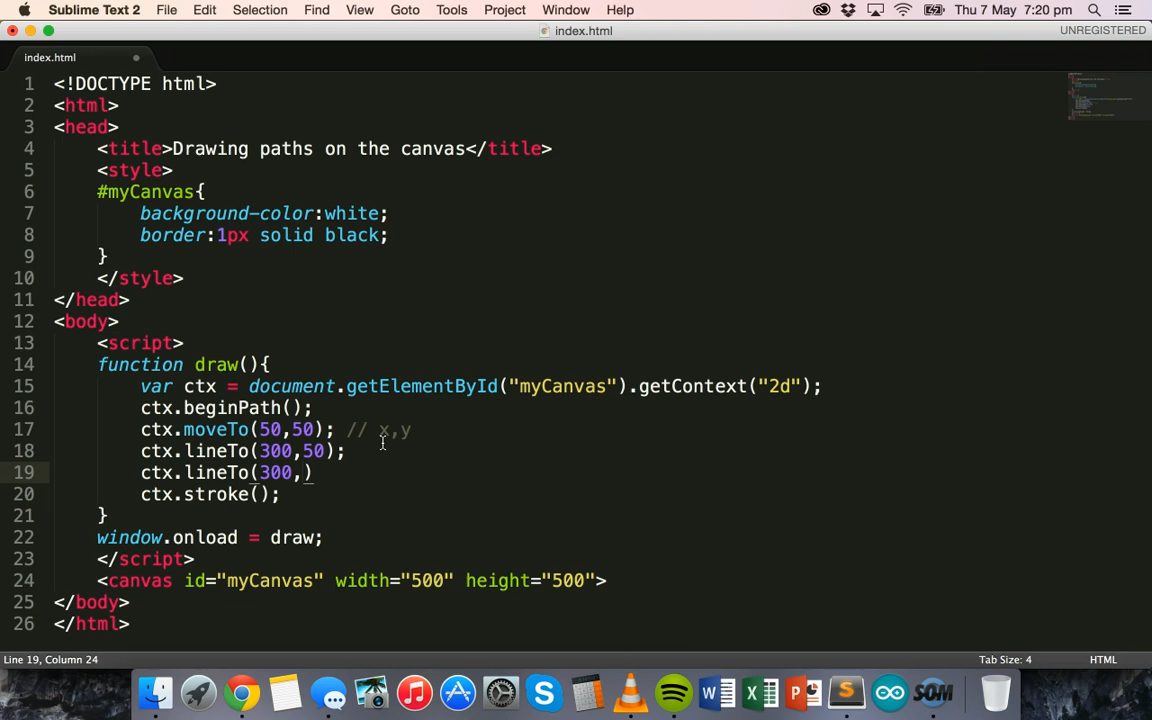 Sublime Text 2 File Edit Selection Find View Goto Tools Project Window Help Thu 7 May 7:20 pm
index.html UNREGISTERED
index.html
1 <!DOCTYPE html>
2 <html>
3 <head>
4 <title>Drawing paths on the canvas</title>
5 <style>
6 #myCanvas{
7 background-color:white;
8 border:1px solid black;
9 }
10 </style>
11 </head>
12 <body>
13 <script>
14 function draw(){
15 var ctx = document.getElementById("myCanvas").getContext("2d");
16 ctx.beginPath();
17 ctx.moveTo(50,50); // x,y
18 ctx.lineTo(300,50);
19 ctx.lineTo(300,)
20 ctx.stroke();
21 }
22 window.onload = draw;
23 </script>
24 <canvas id="myCanvas" width="500" height="500">
25 </body>
26 </html>
Line 19, Column 24 Tab Size: 4 HTML
SOM